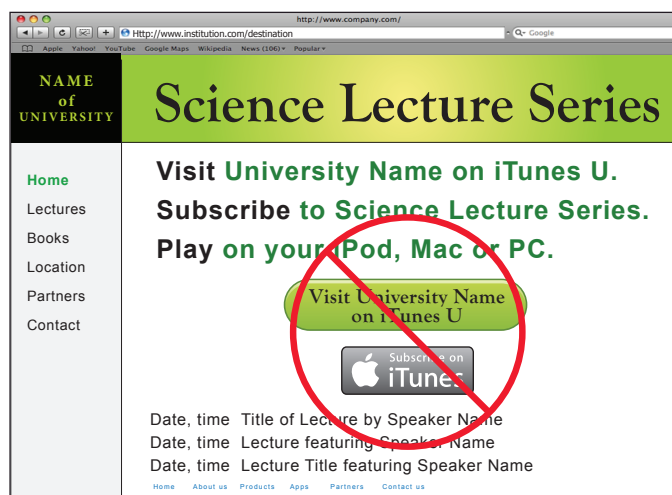 http://www.company.com/
Http://www.institution.com/destination
Q- Google
Apple Yahoo! YouTube Google Maps Wikipedia News (106) Popular
NAME
of
UNIVERSITY
Science Lecture Series
Home
Lectures
Books
Location
Partners
Contact
Visit University Name on iTunes U.
Subscribe to Science Lecture Series.
Play on your iPod, Mac or PC.
Visit University Name
on iTunes U
Subscribe on
iTunes
Date, time Title of Lecture by Speaker Name
Date, time Lecture featuring Speaker Name
Date, time Lecture Title featuring Speaker Name
Home About us Products Apps Partners Contact us